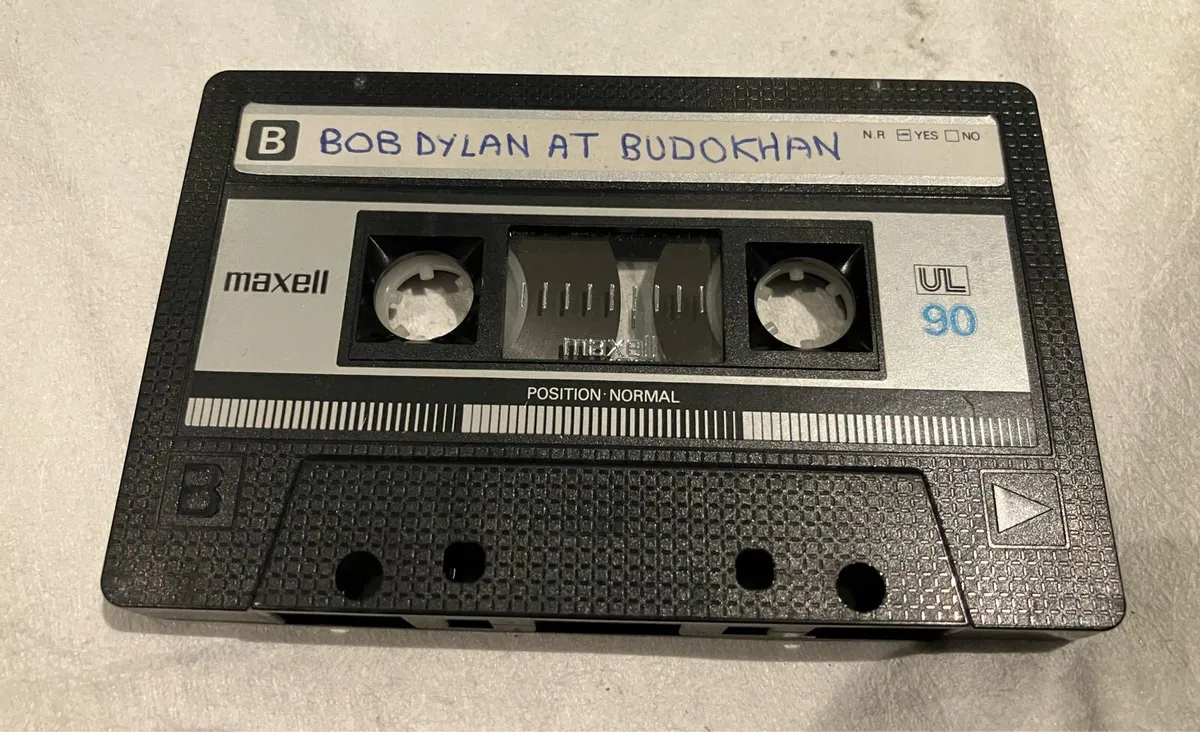 B BOB DYLAN AT BUDOKHAN N.R YES NO
maxell
UL
90
maxell
POSITION·NORMAL
B